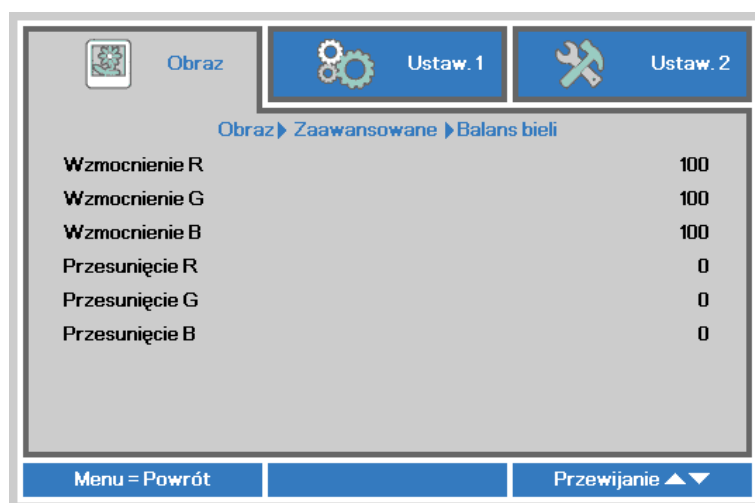 Obraz
Ustaw. 1
Ustaw. 2
Obraz▶ Zaawansowane ▶Balans bieli
Wzmocnienie R 100
Wzmocnienie G 100
Wzmocnienie B 100
Przesunięcie R 0
Przesunięcie G 0
Przesunięcie B 0
Menu = Powrót
Przewijanie ▲▼